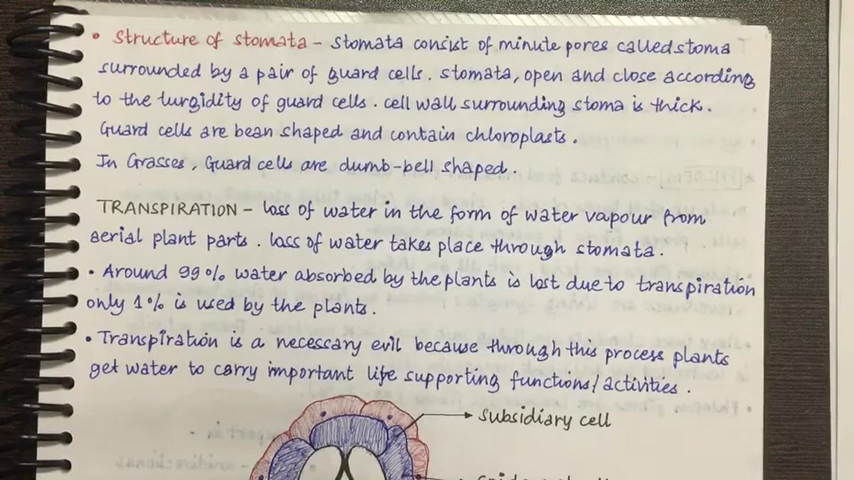 • Structure of stomata - stomata consist of minute pores called stoma
surrounded by a pair of guard cells. stomata, open and close according
to the turgidity of guard cells. cell wall surrounding stoma is thick.
Guard cells are bean shaped and contain chloroplasts.
In Grasses, Guard cells are dumb-bell shaped.
TRANSPIRATION - loss of water in the form of water vapour from
aerial plant parts. loss of water takes place through stomata.
• Around 99% water absorbed by the plants is lost due to transpiration
only 1% is used by the plants.
• Transpiration is a necessary evil because through this process plants
get water to carry important life supporting functions/activities.
subsidiary cell